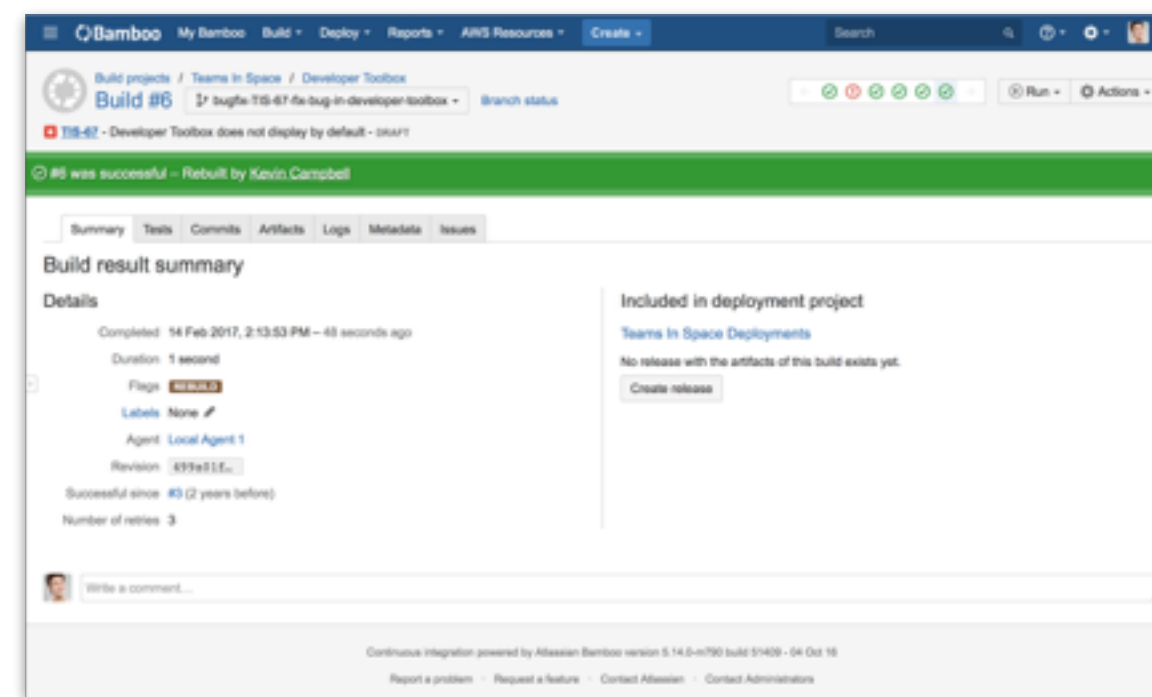 Bamboo My Bamboo Build Deploy Reports AWS Resources Create Search
Build projects / Teams In Space / Developer Toolbox
Build #6 bugfix-TIS-67-fix-bug-in-developer-toolbox Branch status Run Actions
TIS-67 - Developer Toolbox does not display by default - DRAFT
#6 was successful – Rebuilt by Kevin Campbell
Summary Tests Commits Artifacts Logs Metadata Issues
Build result summary
Details
Completed 14 Feb 2017, 2:13:53 PM – 48 seconds ago
Duration 1 second
Flags REBUILD
Labels None
Agent Local Agent 1
Revision
Successful since #3 (2 years before)
Number of retries 3
Included in deployment project
Teams In Space Deployments
No release with the artifacts of this build exists yet.
Create release
Write a comment...
Continuous integration powered by Atlassian Bamboo version 5.14.0-m790 build 51409 - 04 Oct 16
Report a problem · Request a feature · Contact Atlassian · Contact Administrators